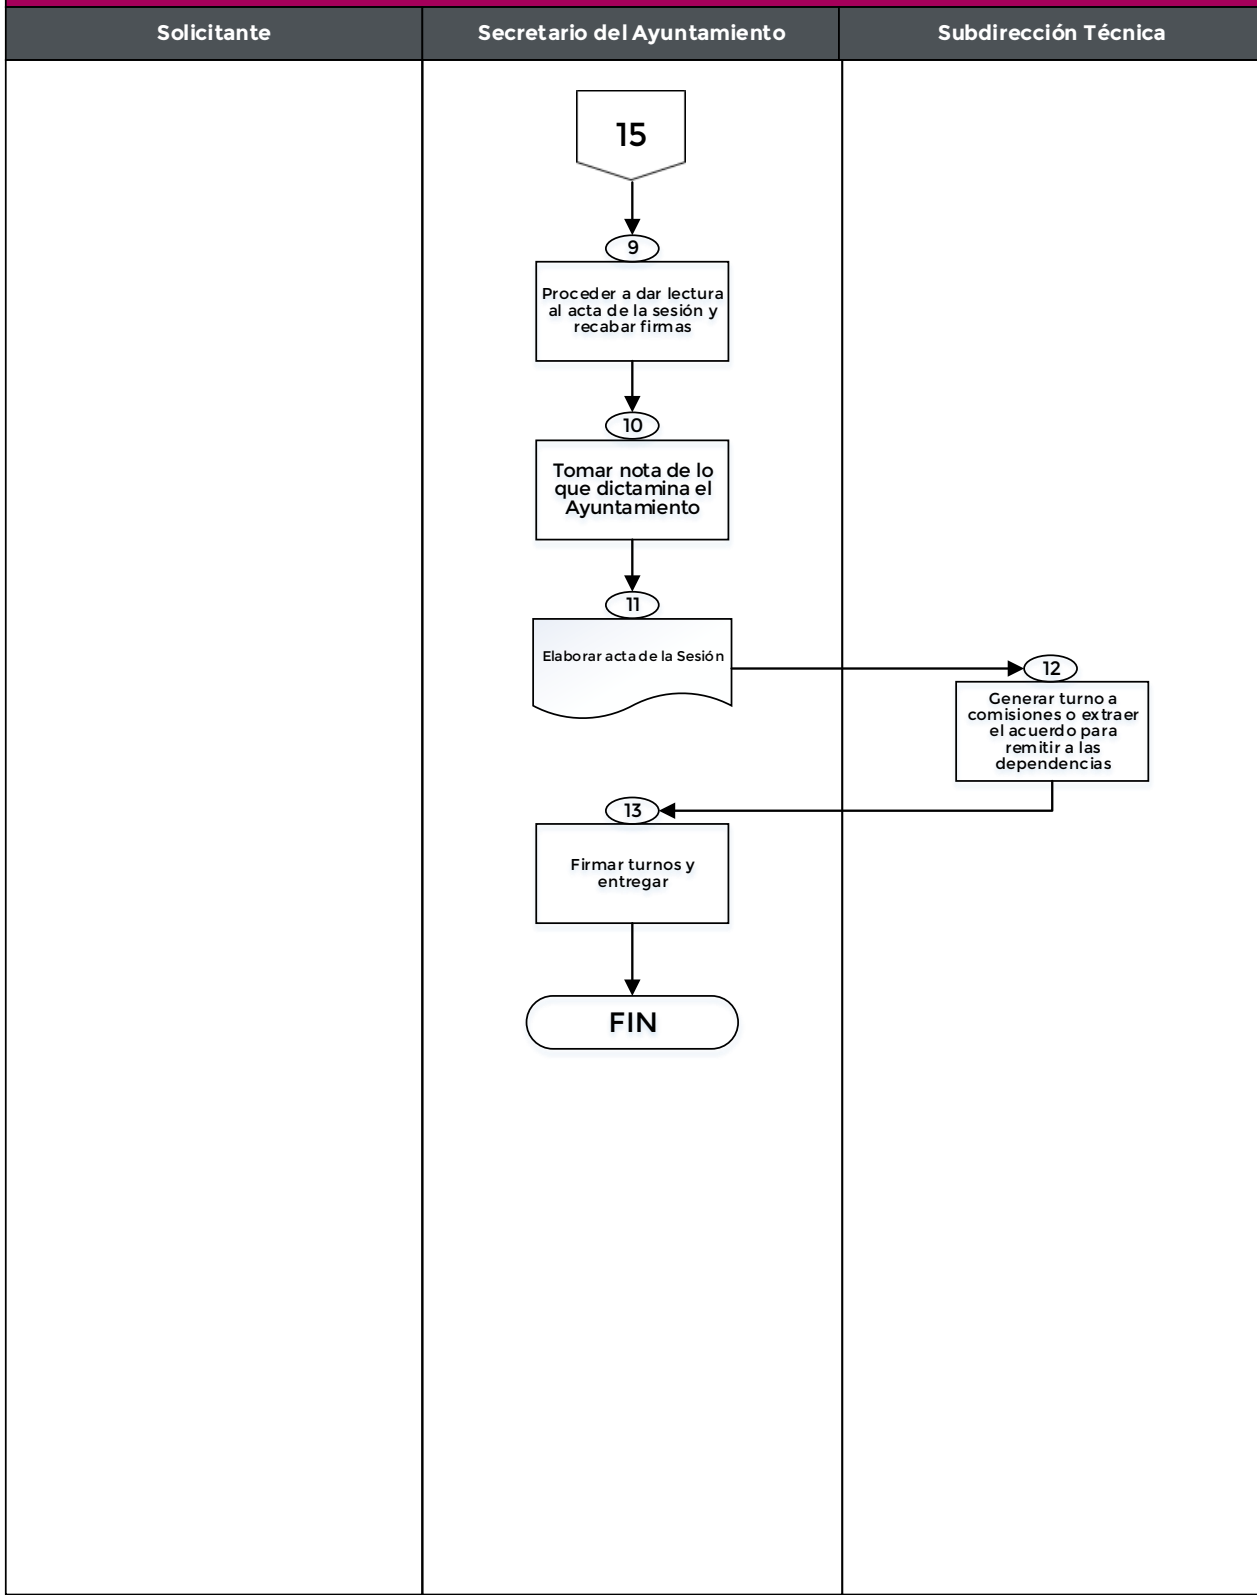 Solicitante
Secretario del Ayuntamiento
Subdirección Técnica
15
9
Proceder a dar lectura
al acta de la sesión y
recabar firmas
10
Tomar nota de lo
que dictamina el
Ayuntamiento
11
Elaborar acta de la Sesión
12
Generar turno a
comisiones o extraer
el acuerdo para
remitir a las
dependencias
13
Firmar turnos y
entregar
FIN